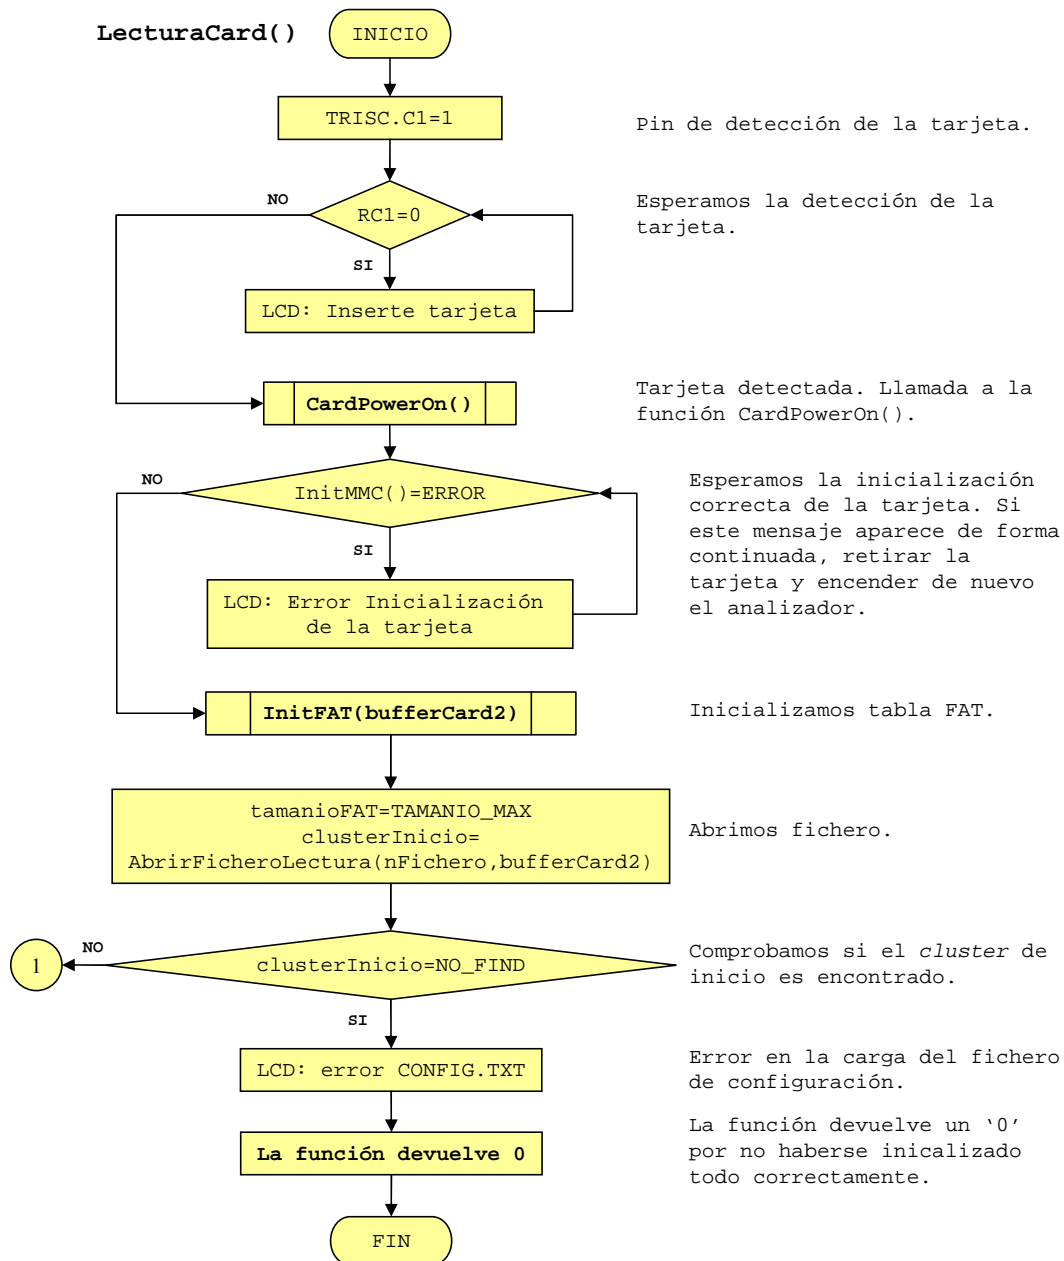 LecturaCard()
INICIO
TRISC.C1=1
Pin de detección de la tarjeta.
NO
RC1=0
Esperamos la detección de la
tarjeta.
SI
LCD: Inserte tarjeta
CardPowerOn()
Tarjeta detectada. Llamada a la
función CardPowerOn().
NO
InitMMC()=ERROR
Esperamos la inicialización
correcta de la tarjeta. Si
este mensaje aparece de forma
continuada, retirar la
tarjeta y encender de nuevo
el analizador.
SI
LCD: Error Inicialización
de la tarjeta
InitFAT(bufferCard2)
Inicializamos tabla FAT.
tamanioFAT=TAMANIO_MAX
clusterInicio=
AbrirFicheroLectura(nFichero,bufferCard2)
Abrimos fichero.
1
NO
clusterInicio=NO_FIND
Comprobamos si el cluster de
inicio es encontrado.
SI
LCD: error CONFIG.TXT
Error en la carga del fichero
de configuración.
La función devuelve 0
La función devuelve un ‘0’
por no haberse inicalizado
todo correctamente.
FIN